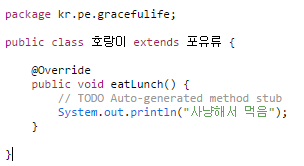 package kr.pe.gracefulife;
public class 호랑이 extends 포유류 {
@Override
public void eatLunch() {
// TODO Auto-generated method stub
System.out.println("사냥해서 먹음");
}
}